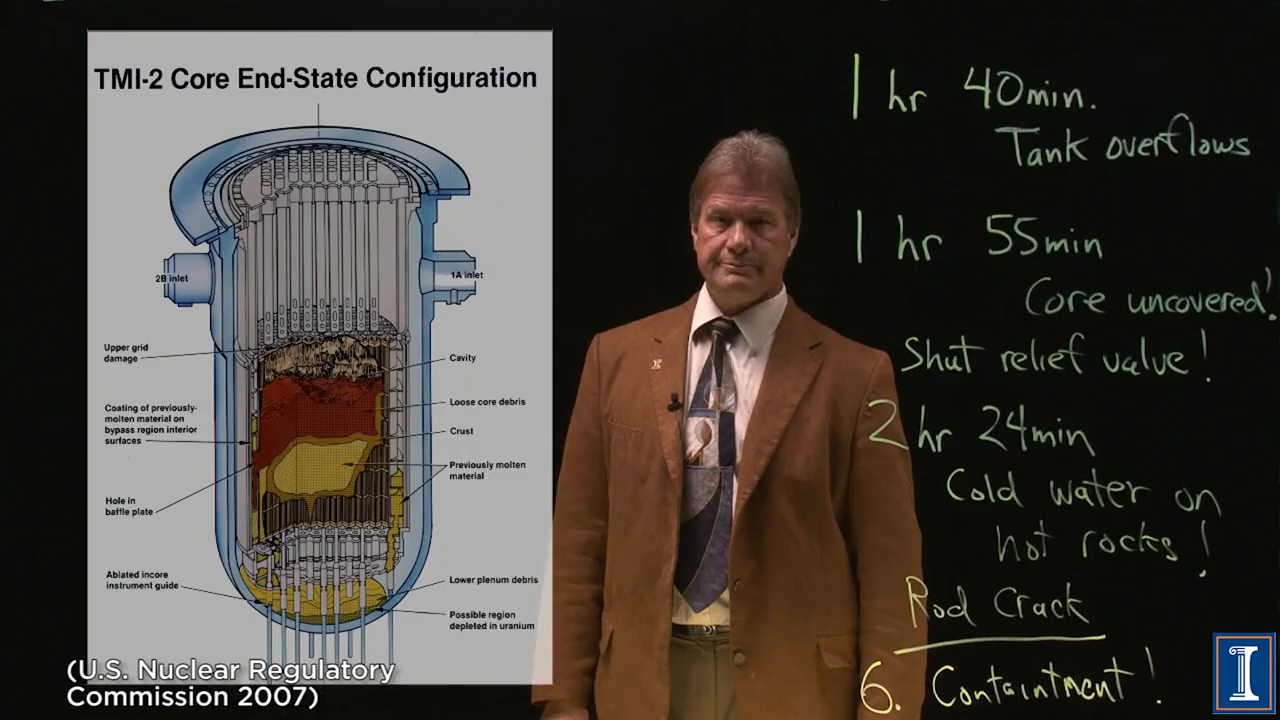 TMI-2 Core End-State Configuration
2B inlet
1A inlet
Upper grid
damage
Cavity
Coating of previously-
molten material on
bypass region interior
surfaces
Loose core debris
Crust
Previously molten
material
Hole in
baffle plate
Ablated incore
instrument guide
Lower plenum debris
Possible region
depleted in uranium
(U.S. Nuclear Regulatory
Commission 2007)
1 hr 40min.
Tank overflows
1 hr 55min
Core uncovered!
Shut relief valve!
2 hr 24min
Cold water on
hot rocks!
Rod Crack
6. Containtment!
I